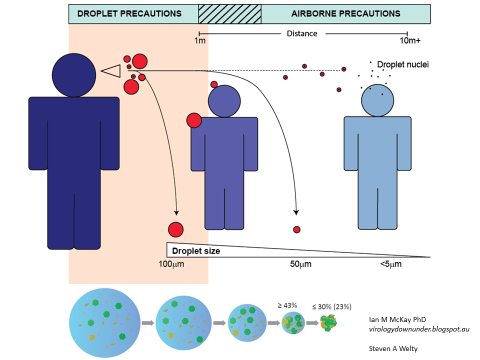 DROPLET PRECAUTIONS
AIRBORNE PRECAUTIONS
1m
Distance
10m+
Droplet nuclei
Droplet size
100µm
50µm
<5µm
≥ 43%
≤ 30% (23%)
Ian M McKay PhD
virologydownunder.blogspot.au
Steven A Welty